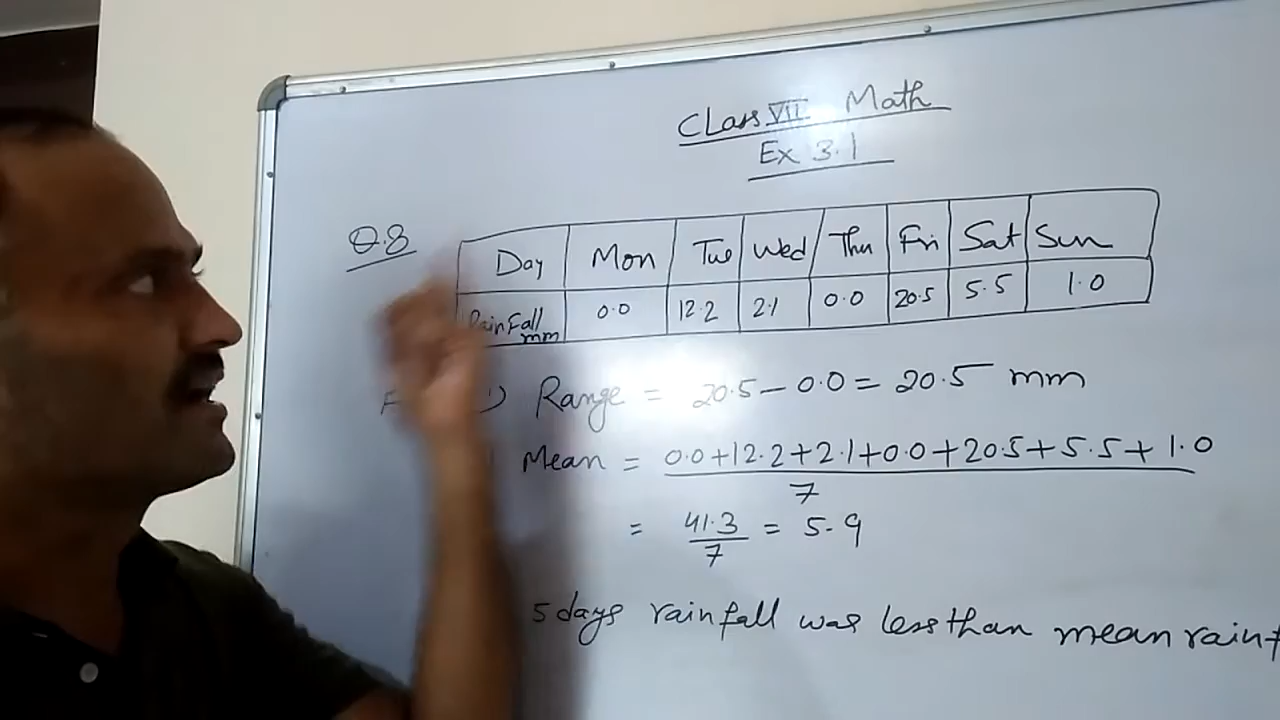 Class VII Math
Ex 3.1
Q.8
Day Mon Tue Wed Thu Fri Sat Sun
Rainfall mm 0.0 12.2 2.1 0.0 20.5 5.5 1.0
Range = 20.5 - 0.0 = 20.5 mm
Mean = 0.0+12.2+2.1+0.0+20.5+5.5+1.0
7
= 41.3 = 5.9
7
5 days rainfall was less than mean